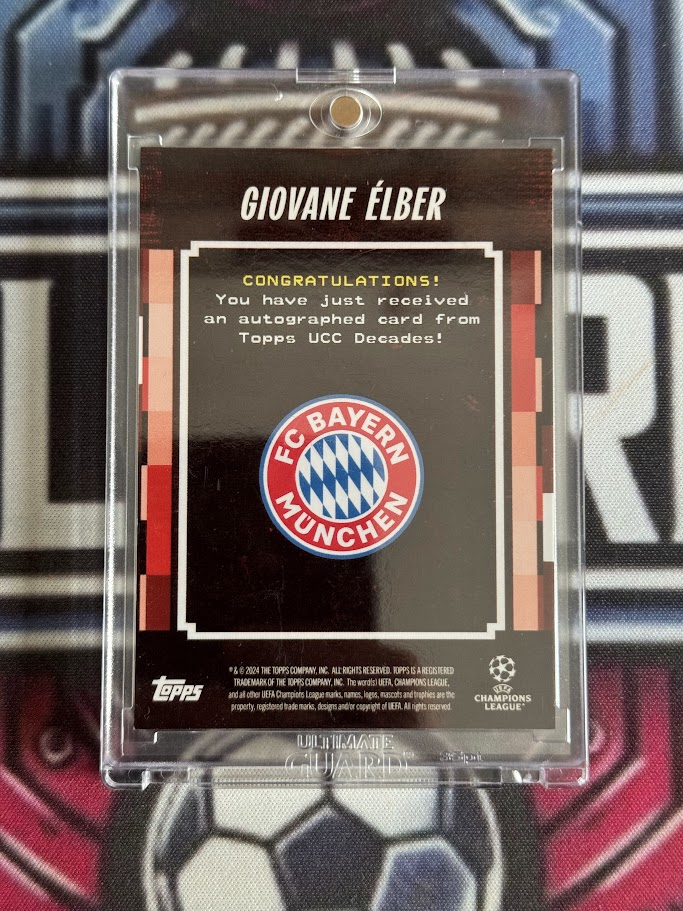 GIOVANE ÉLBER
CONGRATULATIONS!
You have just received
an autographed card from
Topps UCC Decades!
FC BAYERN
MÜNCHEN
®& © 2024 THE TOPPS COMPANY, INC. ALL RIGHTS RESERVED. TOPPS IS A REGISTERED
TRADEMARK OF THE TOPPS COMPANY, INC. The word(s) UEFA, CHAMPIONS LEAGUE,
and all other UEFA Champions League marks, names, logos, mascots and trophies are the
property, registered trade marks, designs and/or copyright of UEFA. All rights reserved.
topps
UEFA
CHAMPIONS
LEAGUE
ULTIMATE
GUARD
35pt